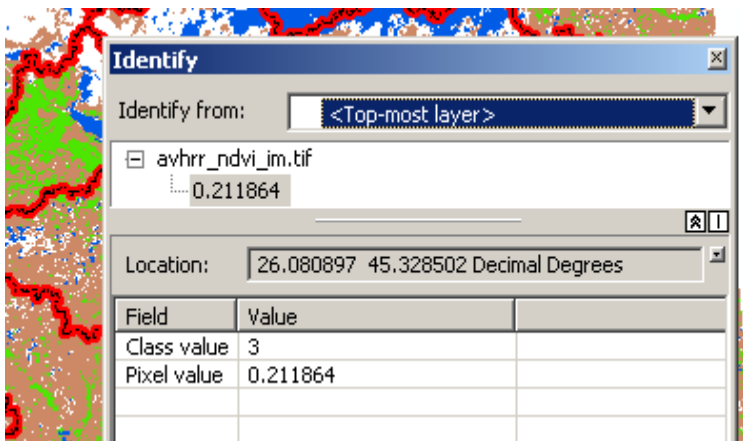 Identify
Identify from: <Top-most layer>
avhrr_ndvi_im.tif
0.211864
Location: 26.080897 45.328502 Decimal Degrees
Field Value
Class value 3
Pixel value 0.211864